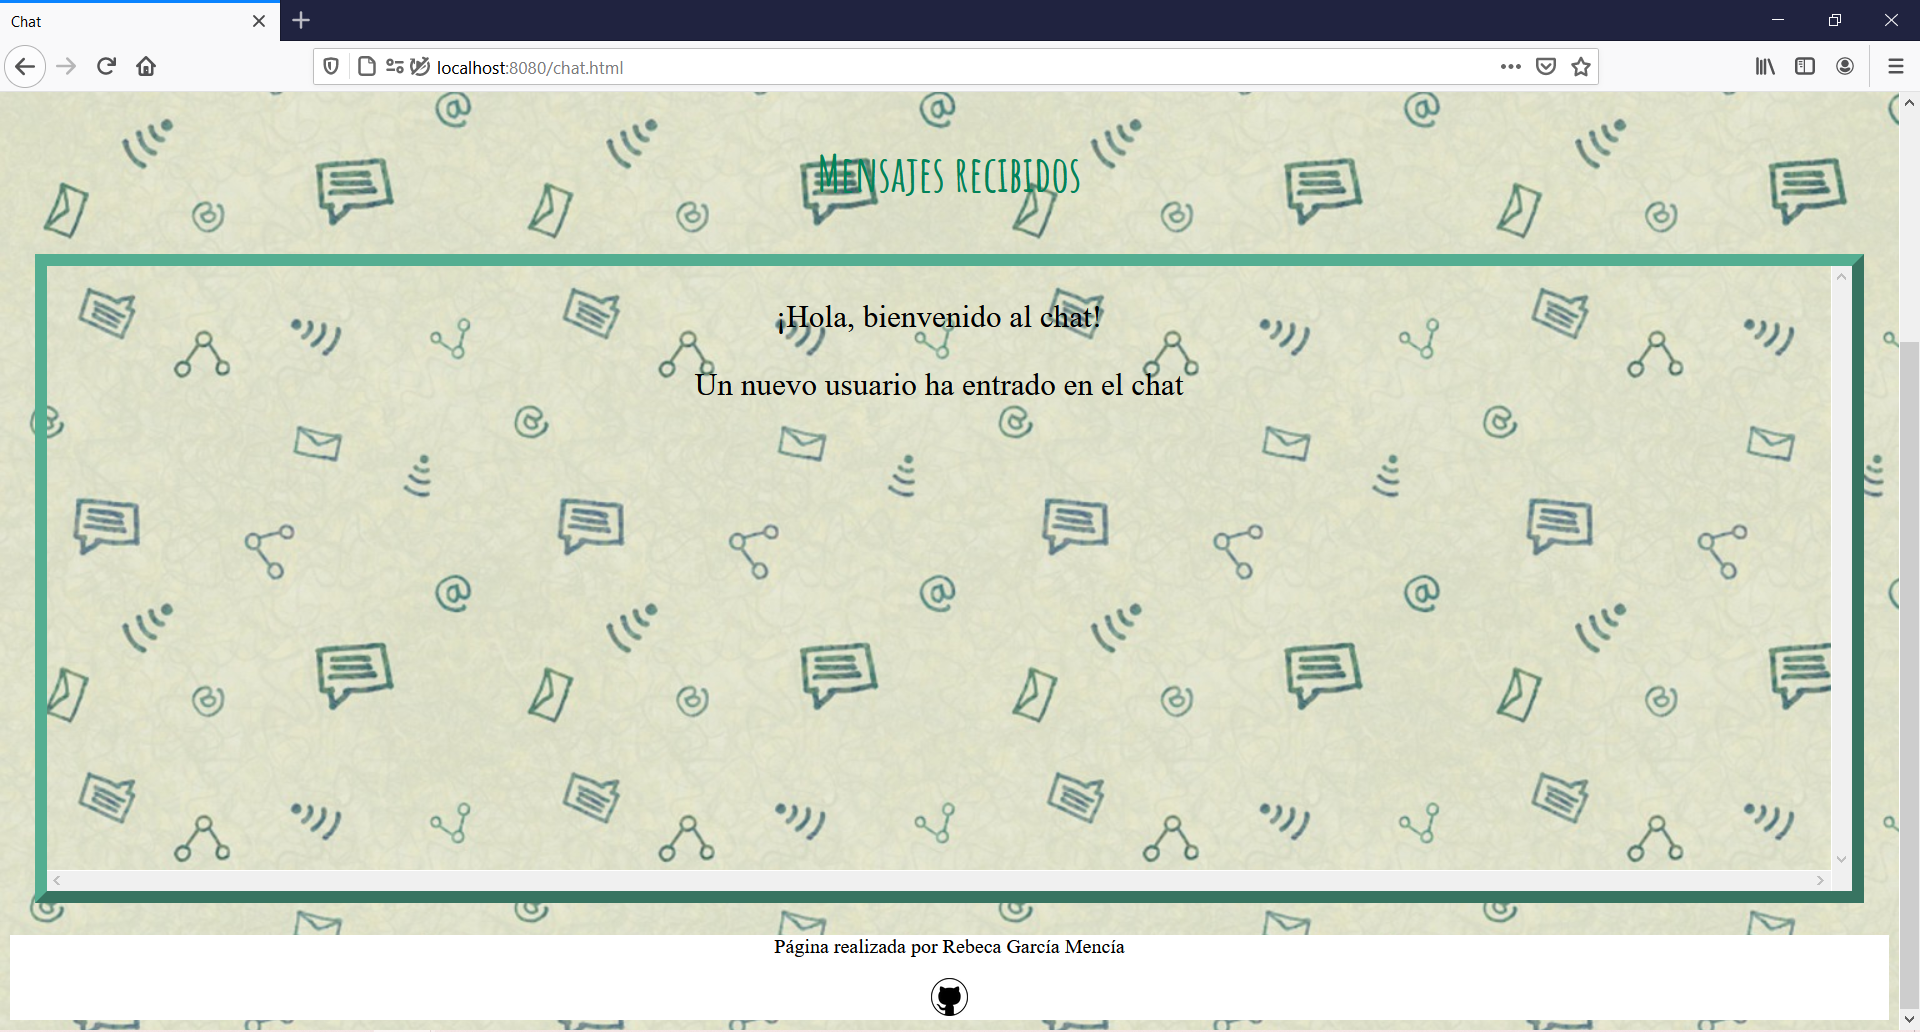 Chat
localhost:8080/chat.html
Mensajes recibidos
¡Hola, bienvenido al chat!
Un nuevo usuario ha entrado en el chat
Página realizada por Rebeca García Mencía